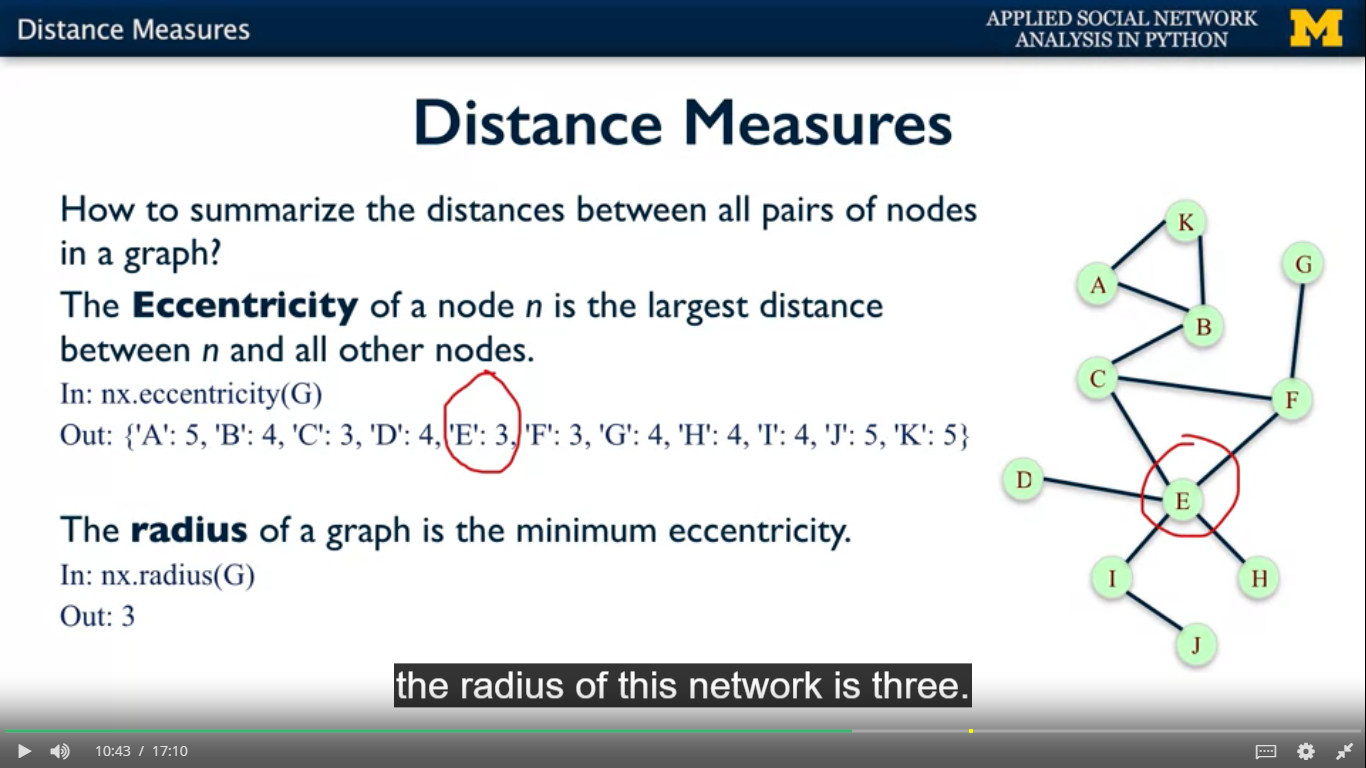 Distance Measures
APPLIED SOCIAL NETWORK
ANALYSIS IN PYTHON
M
Distance Measures
How to summarize the distances between all pairs of nodes
in a graph?
The Eccentricity of a node n is the largest distance
between n and all other nodes.
In: nx.eccentricity(G)
Out: {'A': 5, 'B': 4, 'C': 3, 'D': 4, 'E': 3, 'F': 3, 'G': 4, 'H': 4, 'I': 4, 'J': 5, 'K': 5}
The radius of a graph is the minimum eccentricity.
In: nx.radius(G)
Out: 3
K
G
A
B
C
F
D
E
I
H
J
the radius of this network is three.
10:43 / 17:10